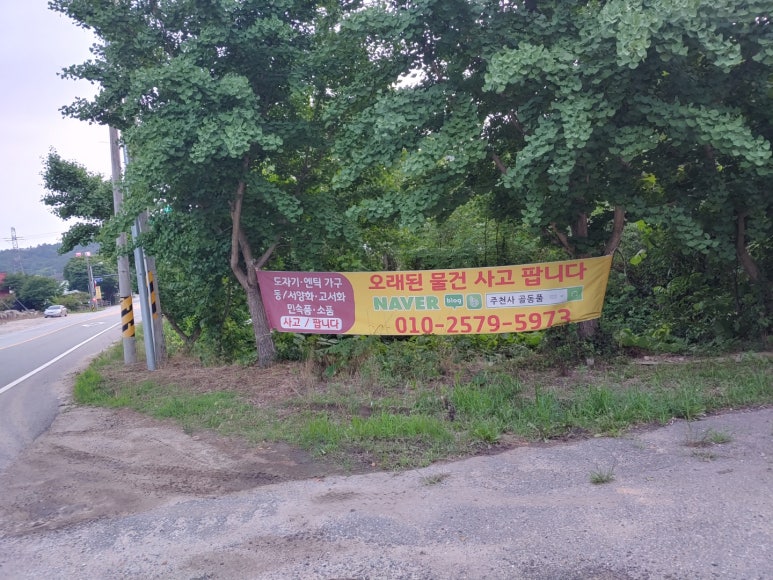 도자기·엔틱 가구
동/서양화·고서화
민속품·소품
사고 / 팝니다
오래된 물건 사고 팝니다
NAVER blog 주천사 골동품
010-2579-5973